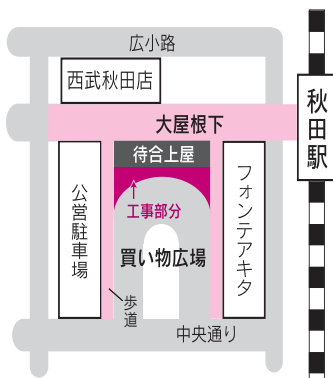 広小路
西武秋田店
大屋根下
秋田駅
待合上屋
工事部分
公営駐車場
フォンテアキタ
買い物広場
歩道
中央通り